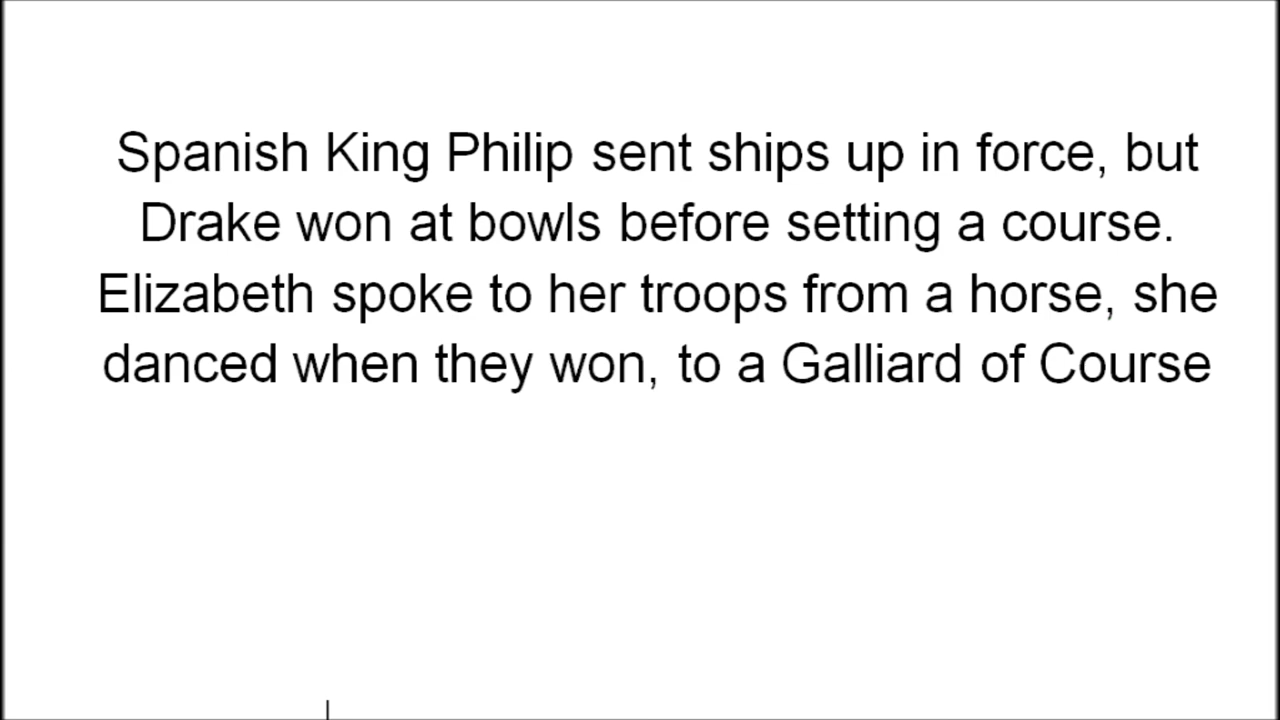 Spanish King Philip sent ships up in force, but
Drake won at bowls before setting a course.
Elizabeth spoke to her troops from a horse, she
danced when they won, to a Galliard of Course